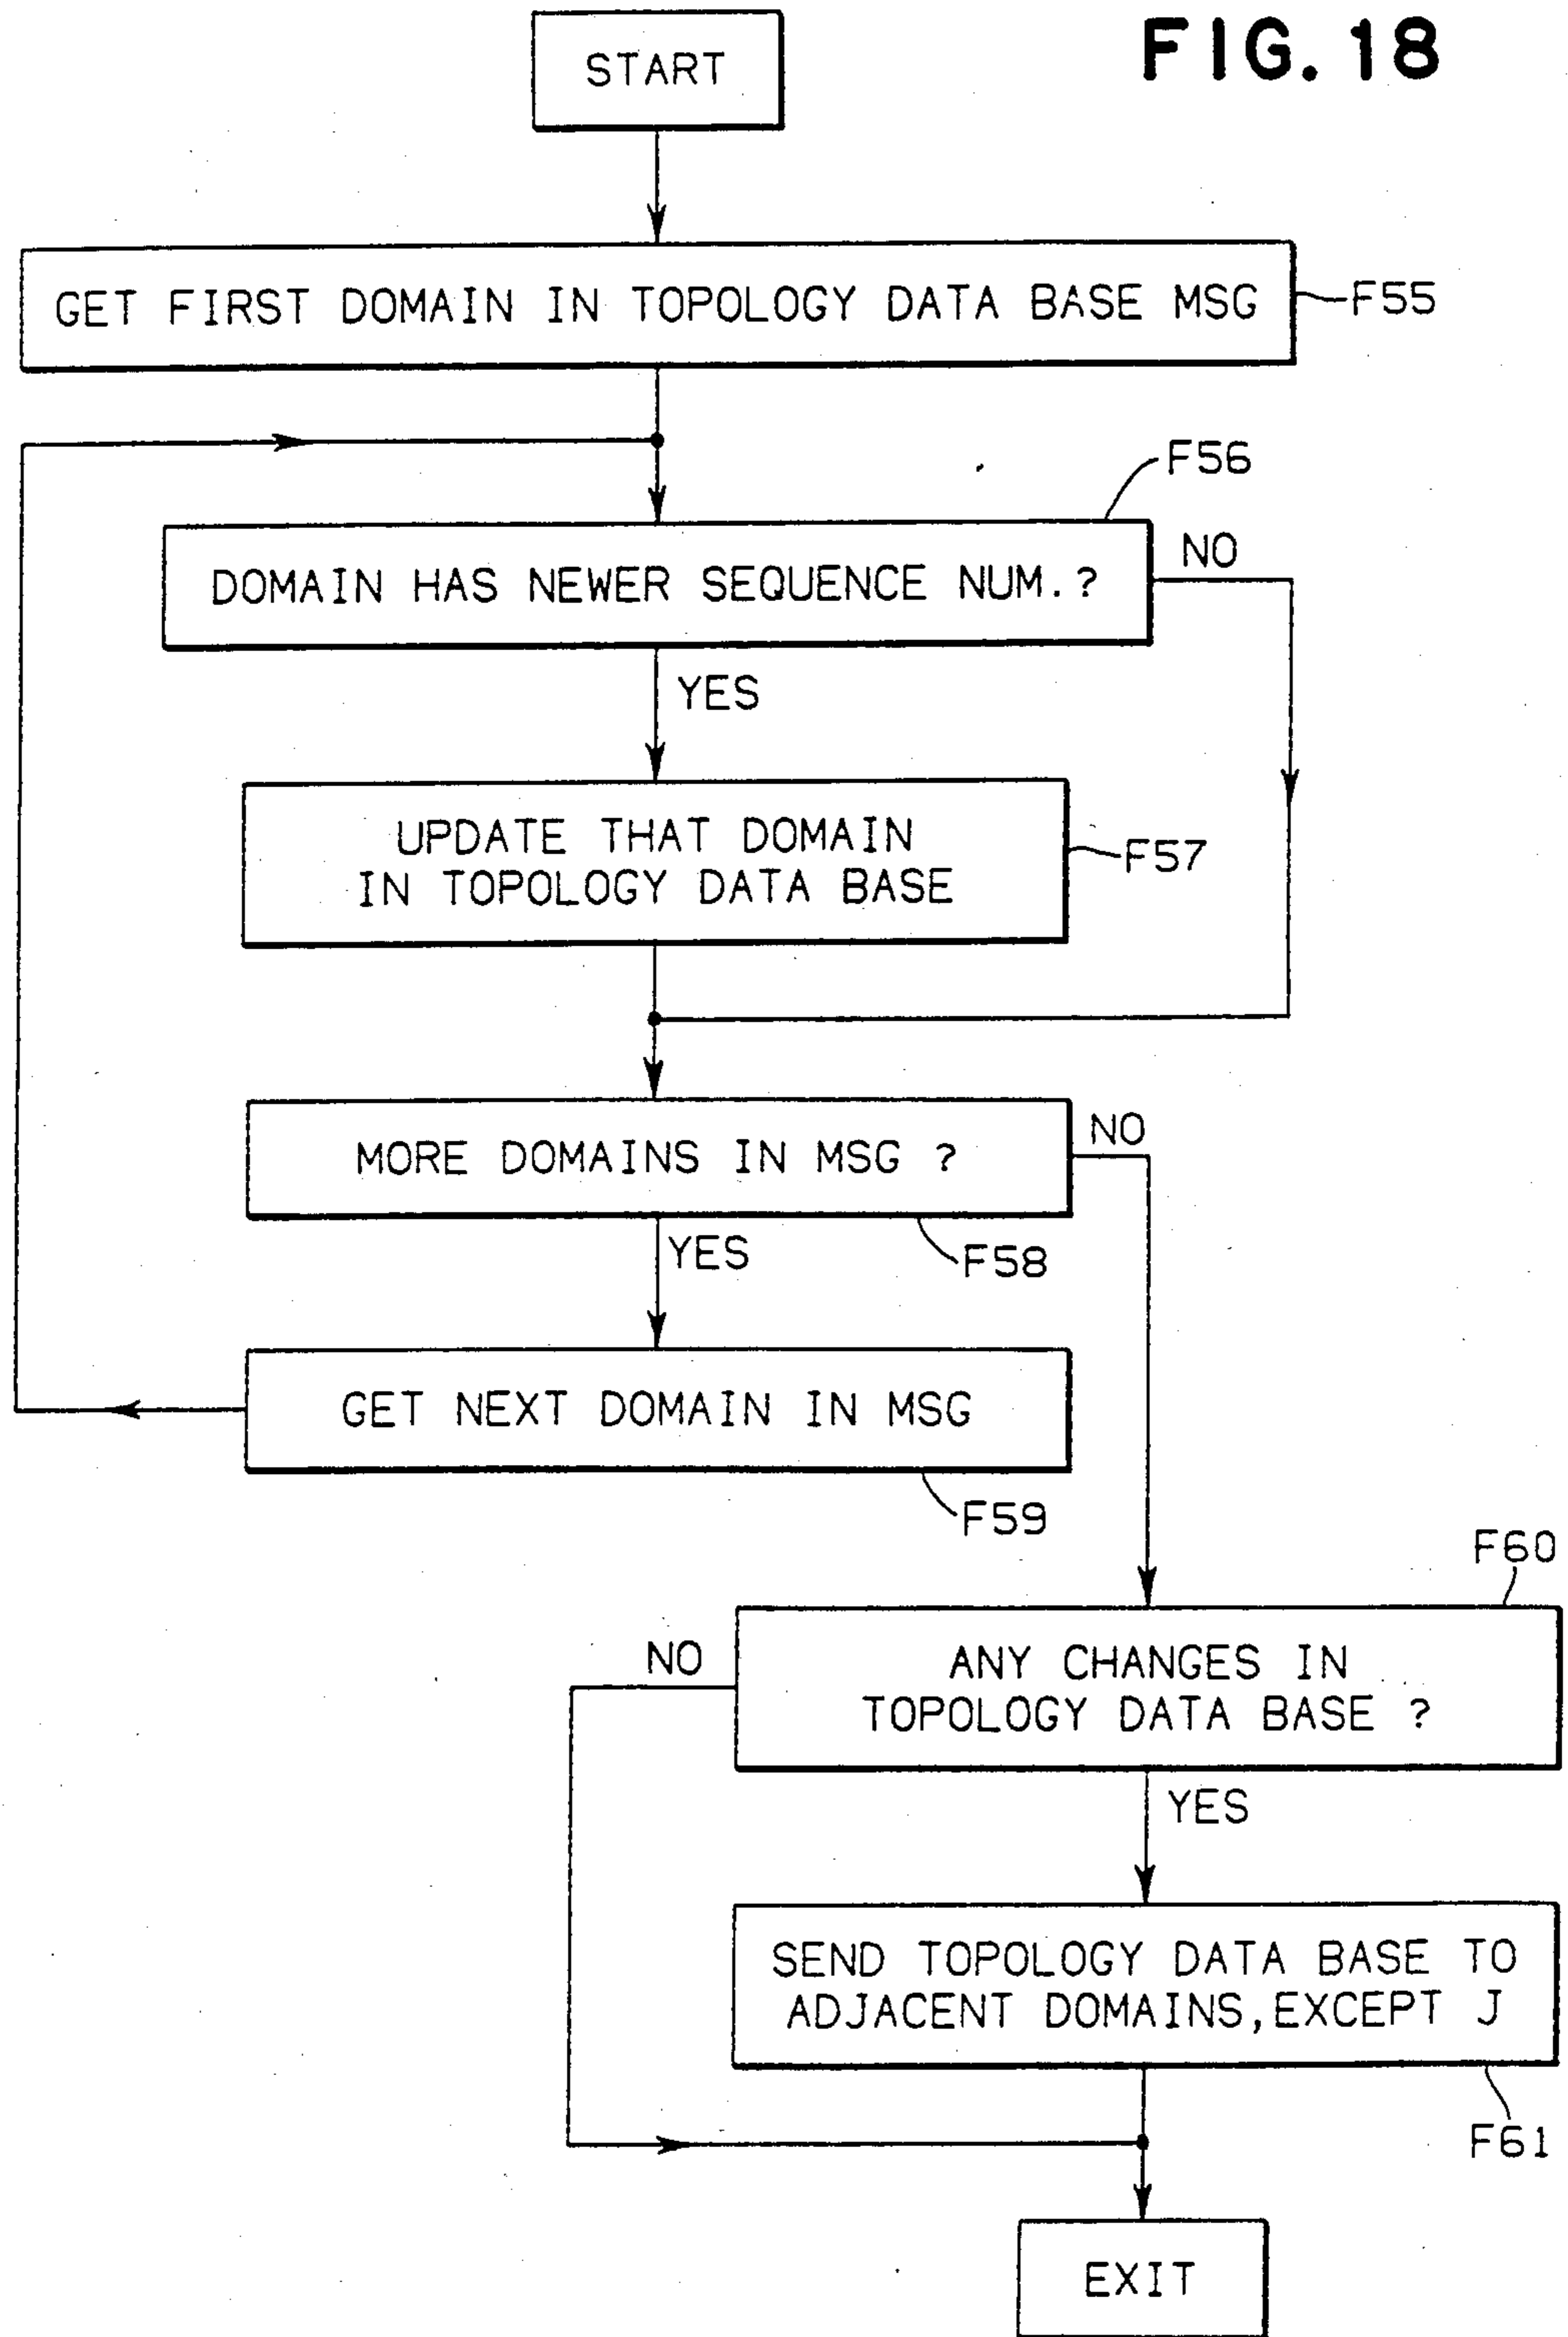 FIG. 18
START
GET FIRST DOMAIN IN TOPOLOGY DATA BASE MSG
F55
F56
DOMAIN HAS NEWER SEQUENCE NUM. ?
NO
YES
UPDATE THAT DOMAIN
IN TOPOLOGY DATA BASE
F57
MORE DOMAINS IN MSG ?
NO
YES
F58
GET NEXT DOMAIN IN MSG
F59
F60
ANY CHANGES IN
TOPOLOGY DATA BASE ?
NO
YES
SEND TOPOLOGY DATA BASE TO
ADJACENT DOMAINS, EXCEPT J
F61
EXIT